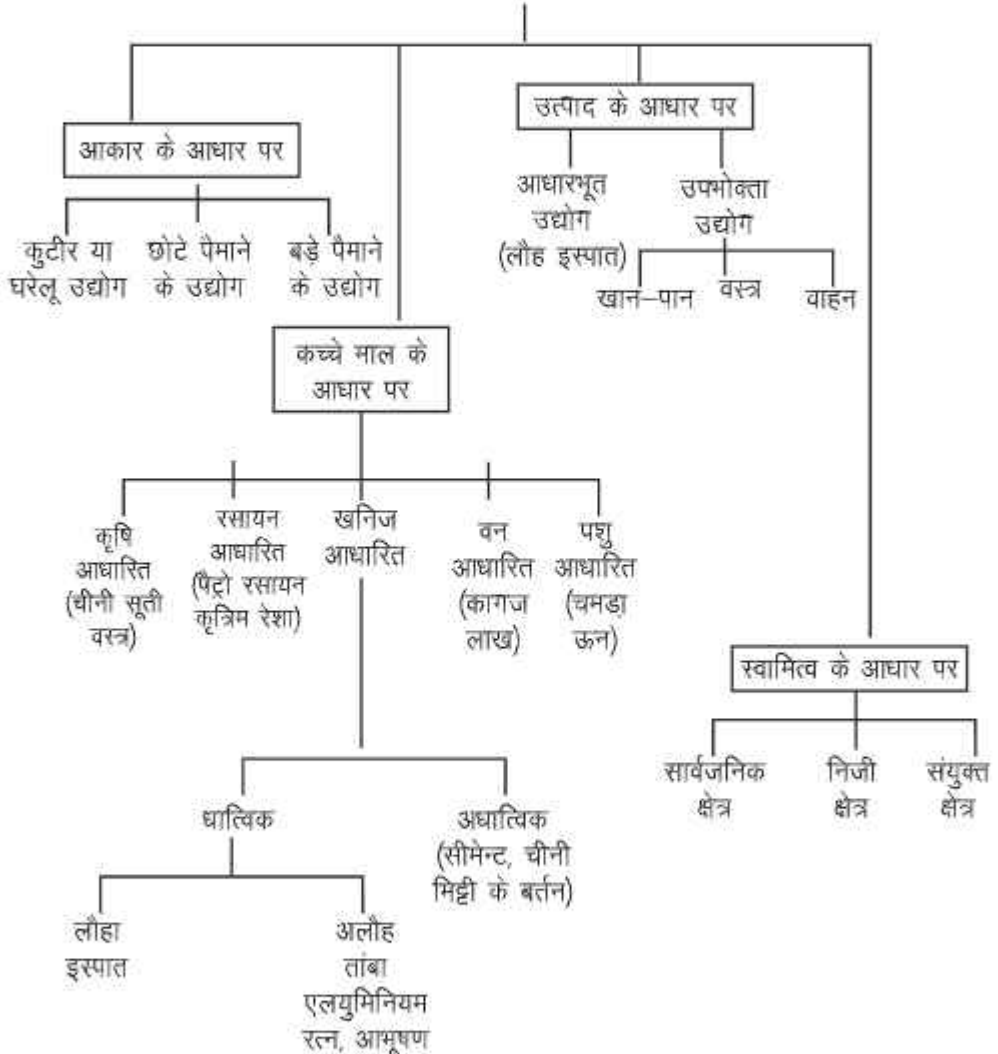 उत्पाद के आधार पर
आकार के आधार पर
आधारभूत
उद्योग
(लौह इस्पात)
उपभोक्ता
उद्योग
खान–पान
वस्त्र
वाहन
कुटीर या
घरेलू उद्योग
छोटे पैमाने
के उद्योग
बड़े पैमाने
के उद्योग
कच्चे माल के
आधार पर
कृषि
आधारित
(चीनी सूती
वस्त्र)
रसायन
आधारित
(पैट्रो रसायन
कृत्रिम रेशा)
खनिज
आधारित
वन
आधारित
(कागज
लाख)
पशु
आधारित
(चमड़ा
ऊन)
स्वामित्व के आधार पर
सार्वजनिक
क्षेत्र
निजी
क्षेत्र
संयुक्त
क्षेत्र
धात्विक
अधात्विक
(सीमेन्ट, चीनी
मिट्टी के बर्तन)
लौहा
इस्पात
अलौह
तांबा
एलयुमिनियम
रत्न, आभूषण